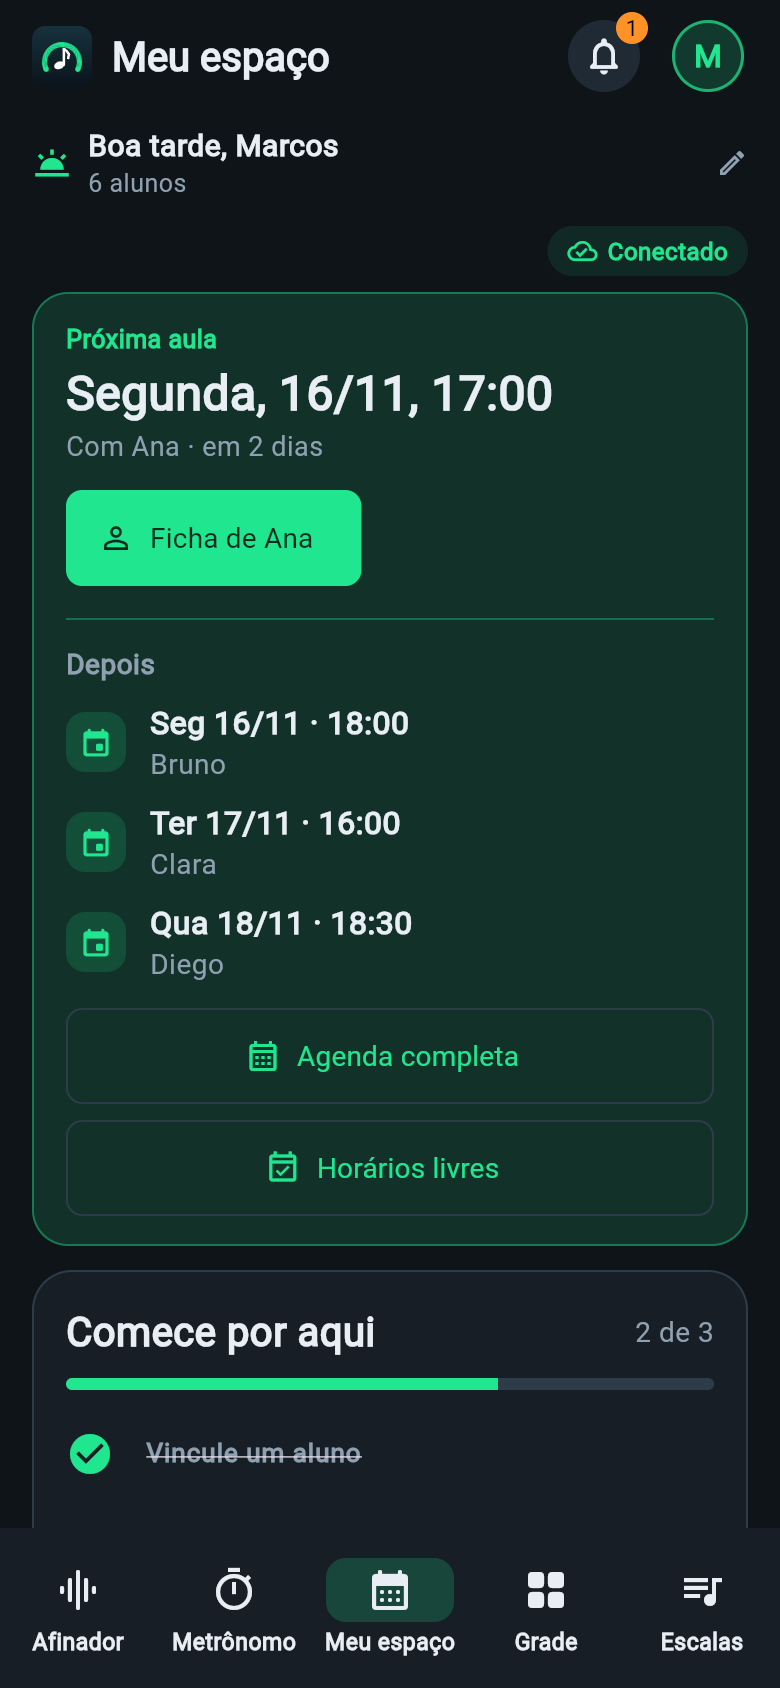 Meu espaço
1
M
Boa tarde, Marcos
6 alunos
Conectado
Próxima aula
Segunda, 16/11, 17:00
Com Ana · em 2 dias
Ficha de Ana
Depois
Seg 16/11 · 18:00
Bruno
Ter 17/11 · 16:00
Clara
Qua 18/11 · 18:30
Diego
Agenda completa
Horários livres
Comece por aqui
2 de 3
Vincule um aluno
Afinador
Metrônomo
Meu espaço
Grade
Escalas